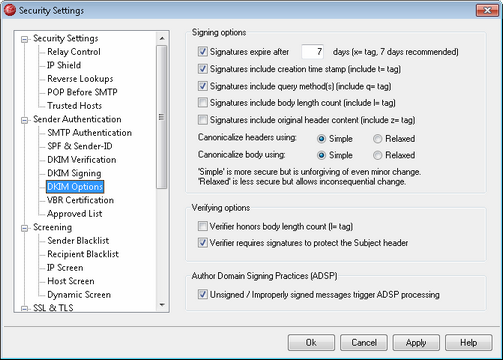 Security Settings
Security Settings
Relay Control
IP Shield
Reverse Lookups
POP Before SMTP
Trusted Hosts
Sender Authentication
SMTP Authentication
SPF & Sender-ID
DKIM Verification
DKIM Signing
DKIM Options
VBR Certification
Approved List
Screening
Sender Blacklist
Recipient Blacklist
IP Screen
Host Screen
Dynamic Screen
SSL & TLS
Signing options
Signatures expire after 7 days (x= tag, 7 days recommended)
Signatures include creation time stamp (include t= tag)
Signatures include query method(s) (include q= tag)
Signatures include body length count (include l= tag)
Signatures include original header content (include z= tag)
Canonicalize headers using: Simple Relaxed
Canonicalize body using: Simple Relaxed
'Simple' is more secure but is unforgiving of even minor change.
'Relaxed' is less secure but allows inconsequential change.
Verifying options
Verifier honors body length count (l= tag)
Verifier requires signatures to protect the Subject header
Author Domain Signing Practices (ADSP)
Unsigned / Improperly signed messages trigger ADSP processing
Ok Cancel Apply Help